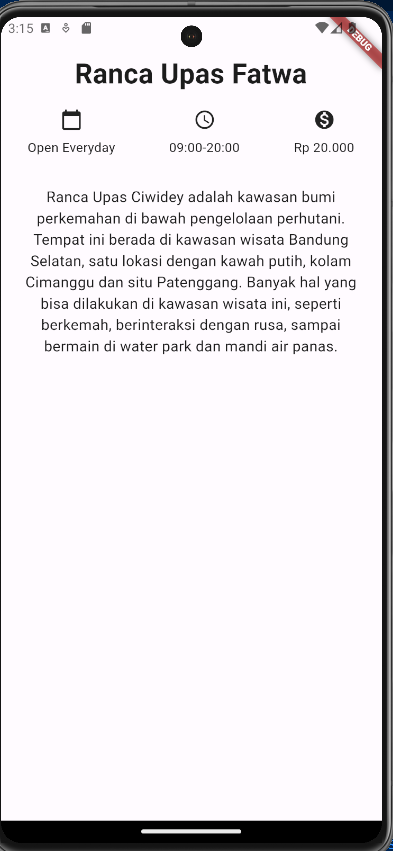 3:15
DEBUG
Ranca Upas Fatwa
Open Everyday
09:00-20:00
Rp 20.000
Ranca Upas Ciwidey adalah kawasan bumi
perkemahan di bawah pengelolaan perhutani.
Tempat ini berada di kawasan wisata Bandung
Selatan, satu lokasi dengan kawah putih, kolam
Cimanggu dan situ Patenggang. Banyak hal yang
bisa dilakukan di kawasan wisata ini, seperti
berkemah, berinteraksi dengan rusa, sampai
bermain di water park dan mandi air panas.